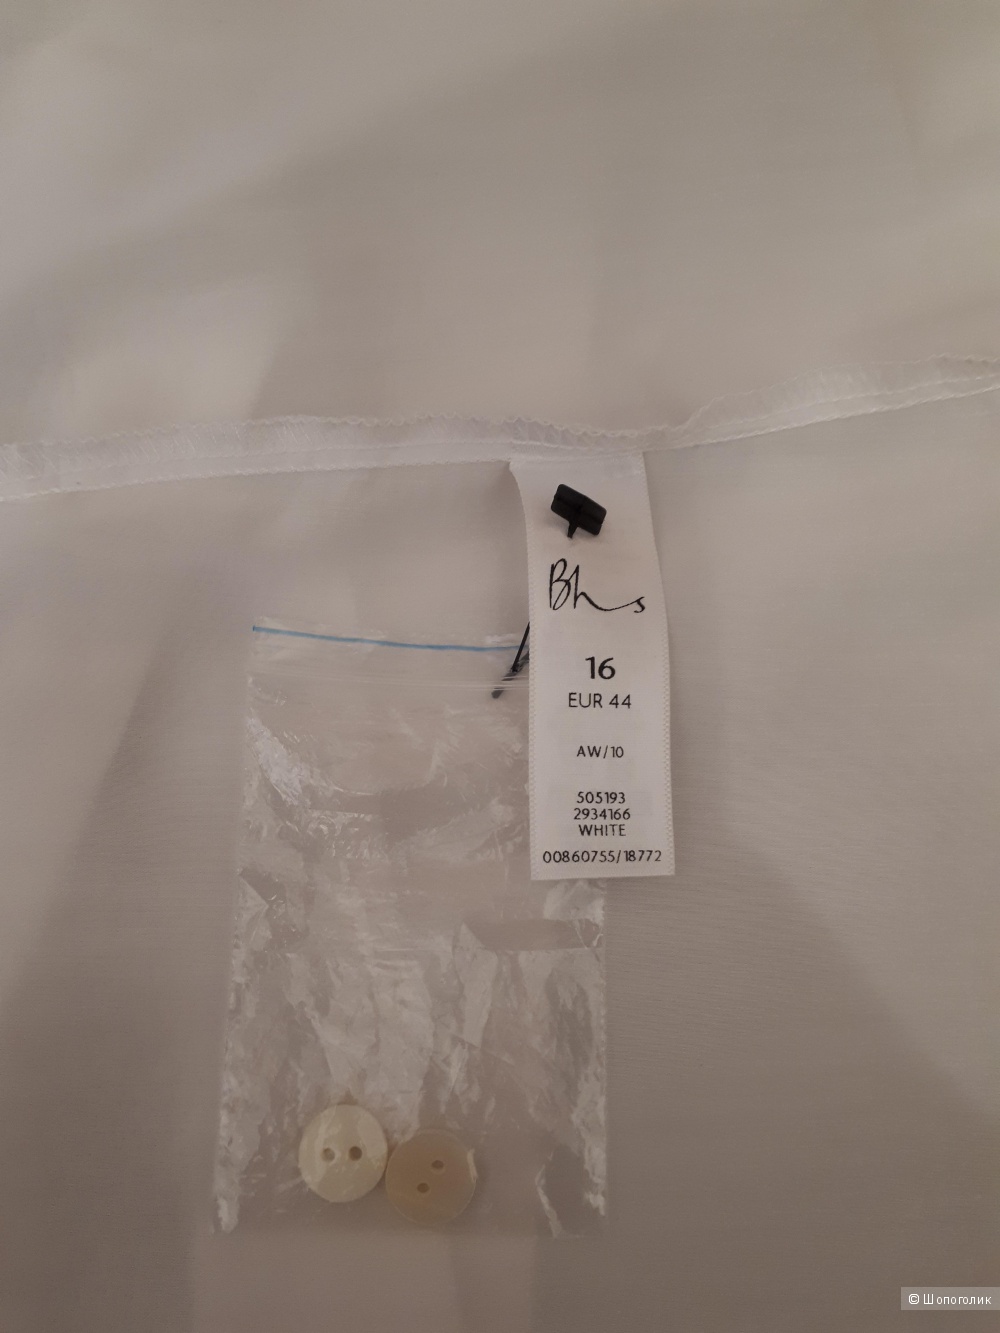 Bhs
16
EUR 44
AW/10
505193
2934166
WHITE
00860755/18772
© Шопоголик